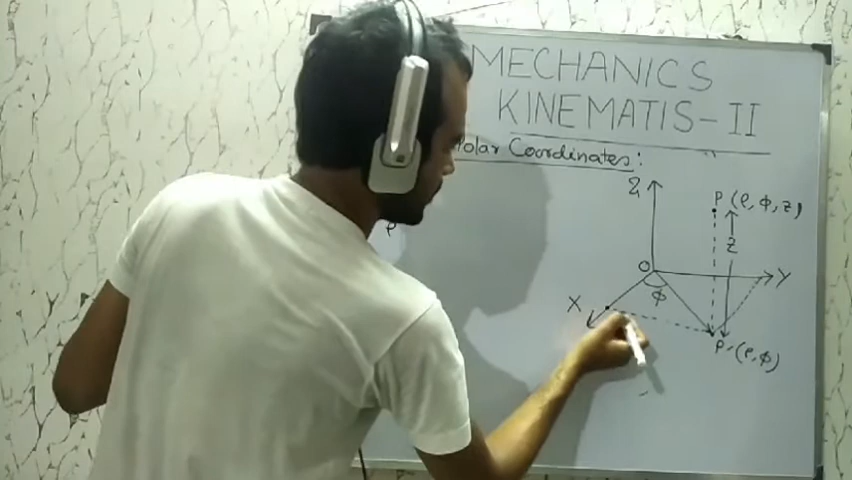 MECHANICS
KINEMATIS-II
Polar Coordinates:
Z
P(ρ,φ,z)
z
O
Y
φ
X
P'(ρ,φ)
ρ